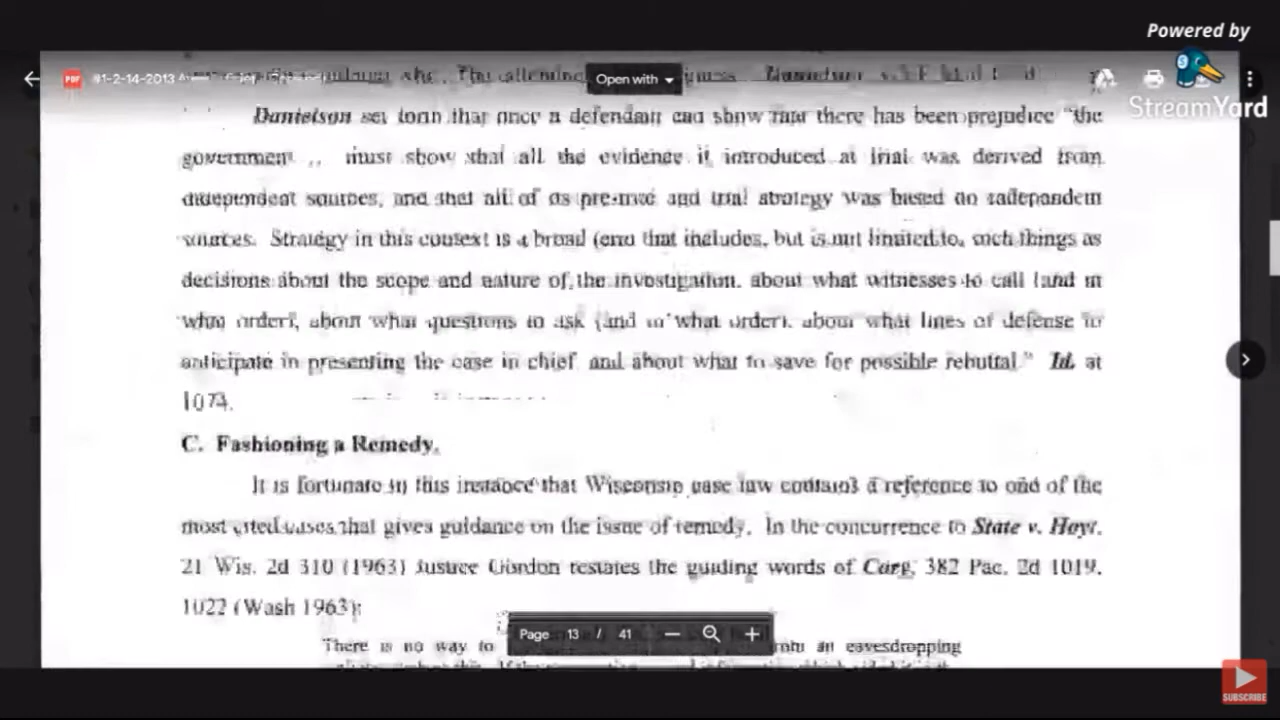 Powered by
StreamYard
Open with
Danielson set forth that once a defendant can show that there has been prejudice "the
government .. must show that all the evidence it introduced at trial was derived from
independent sources, and that all of its pre-trial and trial strategy was based on independent
sources. Strategy in this context is a broad term that includes, but is not limited to, such things as
decisions about the scope and nature of the investigation, about what witnesses to call (and in
what order), about what questions to ask (and in what order), about what lines of defense to
anticipate in presenting the case in chief, and about what to save for possible rebuttal." Id. at
1074.
C. Fashioning a Remedy.
It is fortunate in this instance that Wisconsin case law contains a reference to one of the
most cited cases that gives guidance on the issue of remedy. In the concurrence to State v. Hoyt,
21 Wis. 2d 310 (1963) Justice Gordon restates the guiding words of Cory, 382 Pac. 2d 1019,
1022 (Wash 1963):
There is no way to
an eavesdropping
Page 13 / 41
SUBSCRIBE